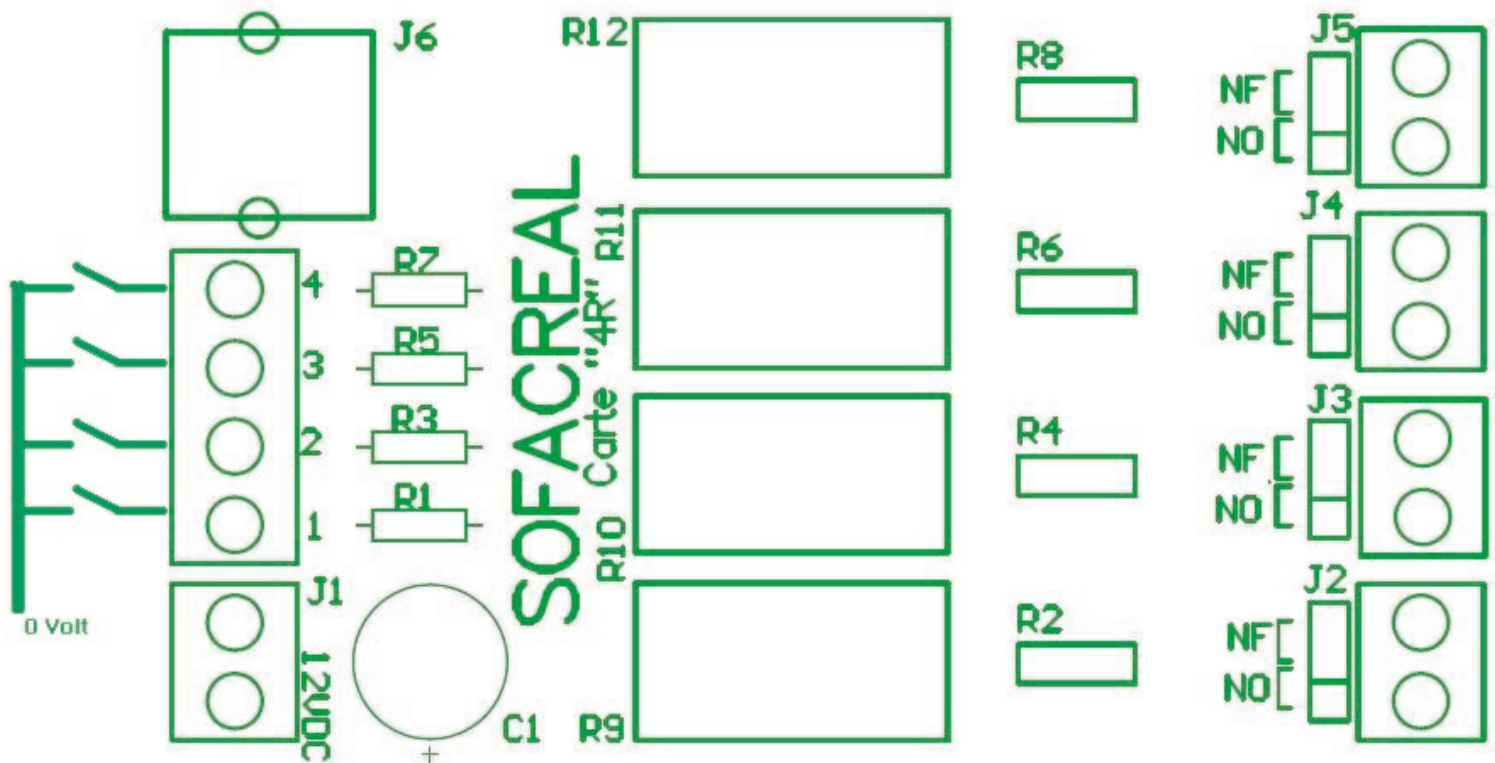 J6
R12
R8
J5
NF
NO
4
R7
R11
R6
J4
NF
NO
3
R5
SOFACREAL
Carte "4R"
2
R3
R4
J3
NF
NO
1
R1
R10
0 Volt
J1
12VDC
C1
R9
R2
J2
NF
NO